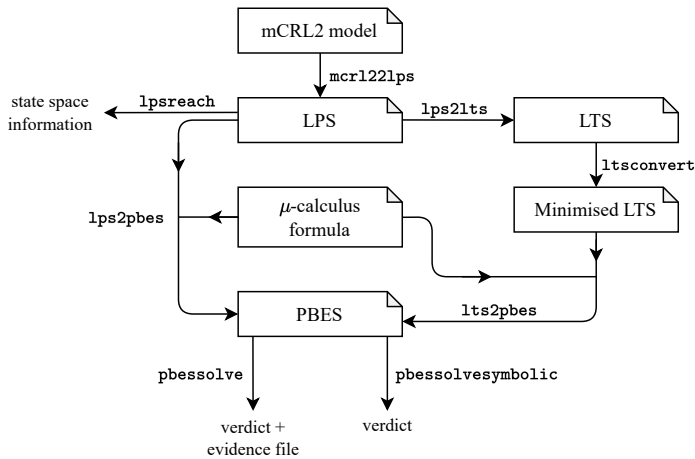 mCRL2 model
mcrl22lps
lpsreach
state space
information
LPS
lps2lts
LTS
ltsconvert
lps2pbes
μ-calculus
formula
Minimised LTS
PBES
lts2pbes
pbessolve
pbessolvesymbolic
verdict +
evidence file
verdict